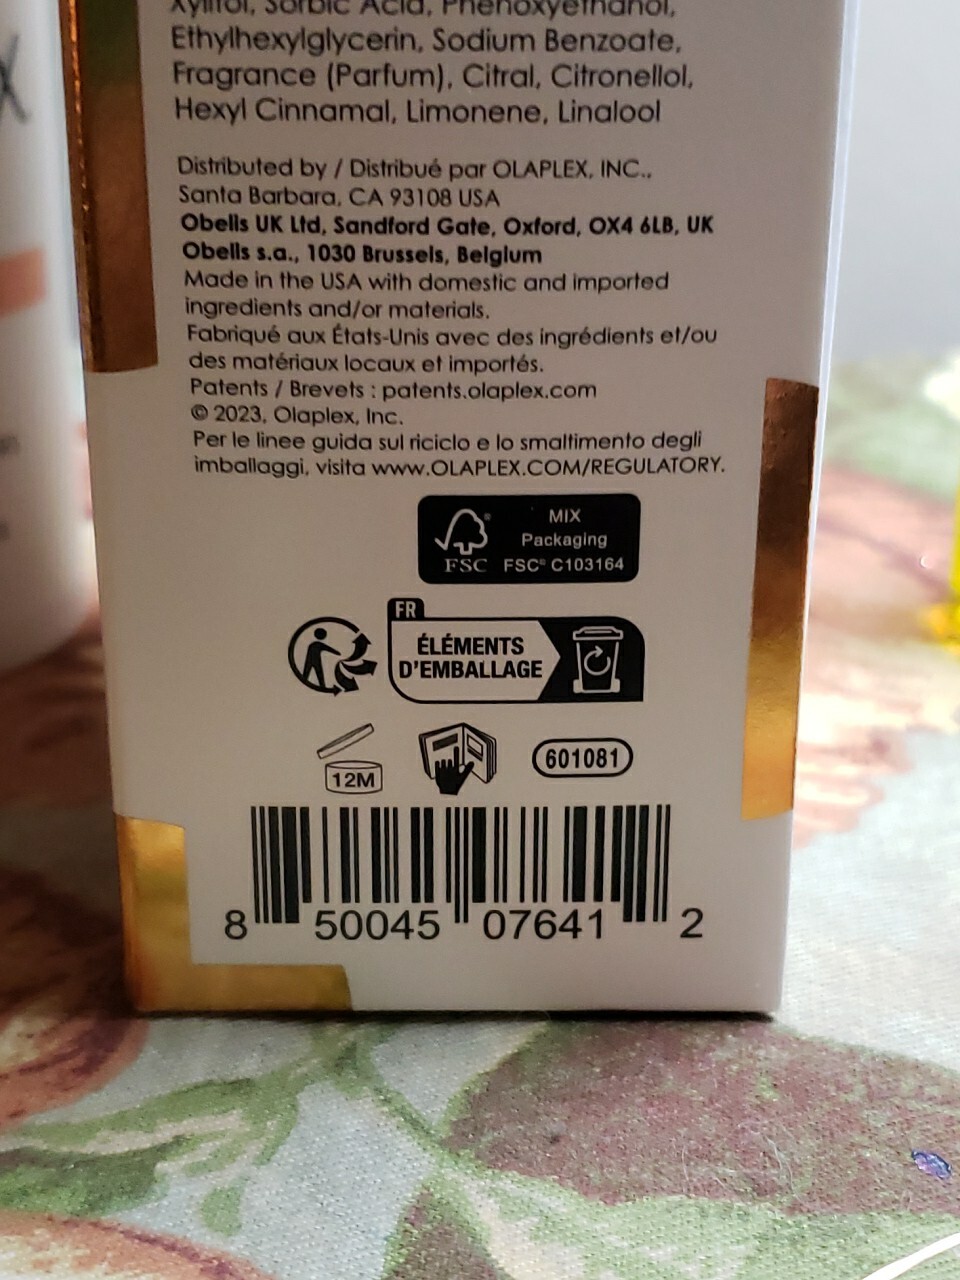 Xylitol, Sorbic Acid, Phenoxyethanol,
Ethylhexylglycerin, Sodium Benzoate,
Fragrance (Parfum), Citral, Citronellol,
Hexyl Cinnamal, Limonene, Linalool
Distributed by / Distribué par OLAPLEX, INC.,
Santa Barbara, CA 93108 USA
Obelis UK Ltd, Sandford Gate, Oxford, OX4 6LB, UK
Obelis s.a., 1030 Brussels, Belgium
Made in the USA with domestic and imported
ingredients and/or materials.
Fabriqué aux États-Unis avec des ingrédients et/ou
des matériaux locaux et importés.
Patents / Brevets : patents.olaplex.com
© 2023, Olaplex, Inc.
Per le linee guida sul riciclo e lo smaltimento degli
imballaggi, visita www.OLAPLEX.COM/REGULATORY.
MIX
Packaging
FSC® C103164
FSC
FR
ÉLÉMENTS
D'EMBALLAGE
12M
601081
8 50045 07641 2
X